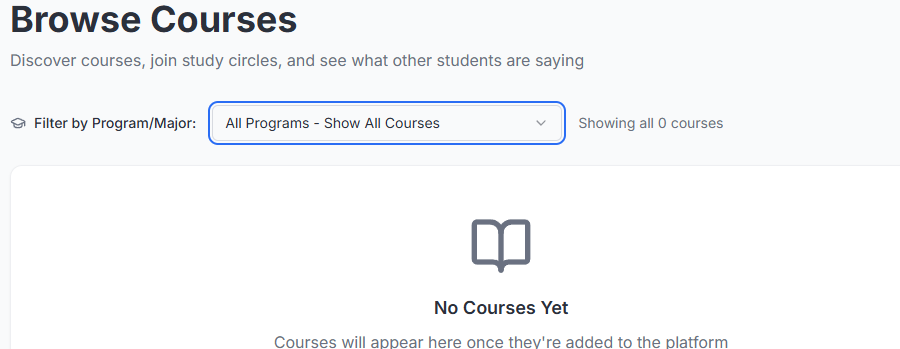 Browse Courses
Discover courses, join study circles, and see what other students are saying
Filter by Program/Major: All Programs - Show All Courses Showing all 0 courses
No Courses Yet
Courses will appear here once they're added to the platform